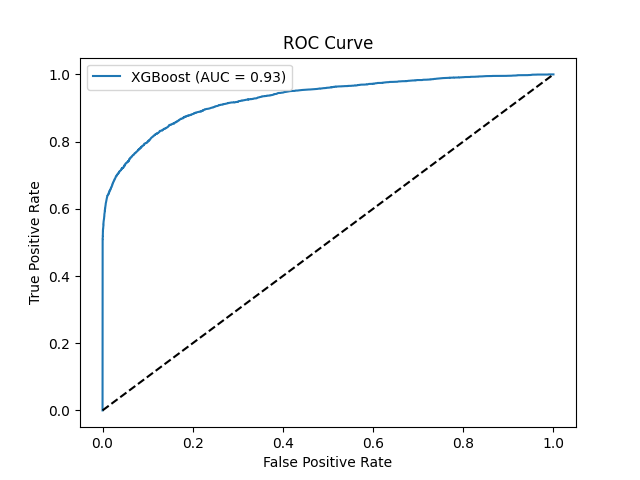 ROC Curve
XGBoost (AUC = 0.93)
1.0
0.8
0.6
0.4
0.2
0.0
True Positive Rate
0.0 0.2 0.4 0.6 0.8 1.0
False Positive Rate